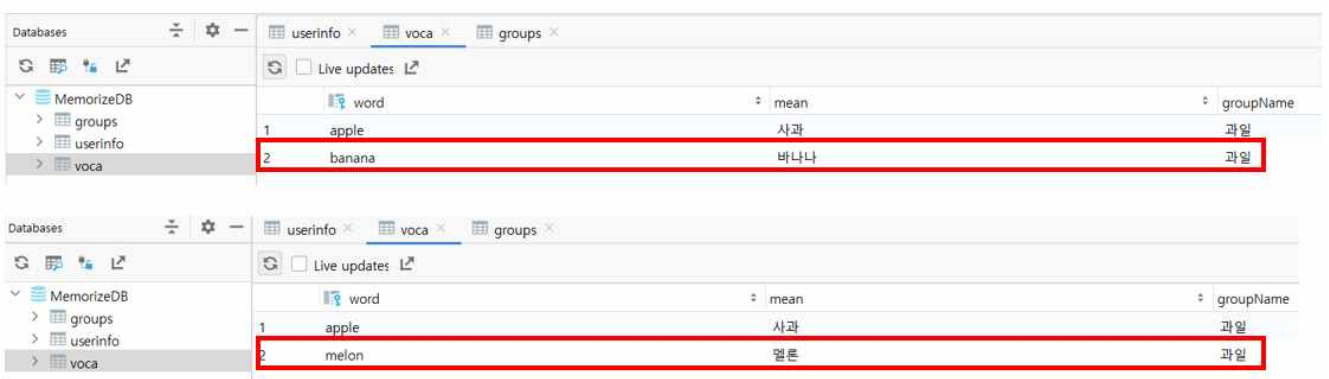 Databases
userinfo voca groups
Live updates
MemorizeDB
word mean groupName
groups
1 apple 사과 과일
userinfo
2 banana 바나나 과일
voca
Databases
userinfo voca groups
Live updates
MemorizeDB
word mean groupName
groups
1 apple 사과 과일
userinfo
2 melon 멜론 과일
voca